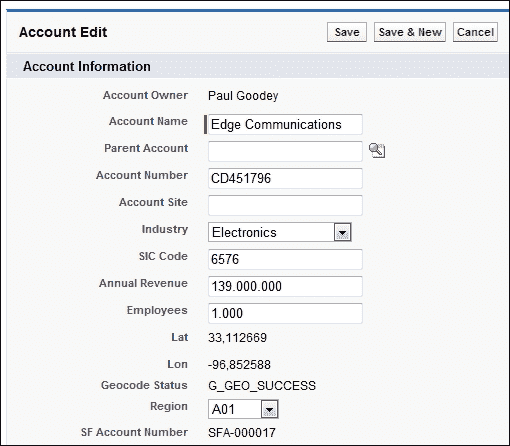 Account Edit Save Save & New Cancel
Account Information
Account Owner Paul Goodey
Account Name Edge Communications
Parent Account
Account Number CD451796
Account Site
Industry Electronics
SIC Code 6576
Annual Revenue 139.000.000
Employees 1.000
Lat 33,112669
Lon -96,852588
Geocode Status G_GEO_SUCCESS
Region A01
SF Account Number SFA-000017